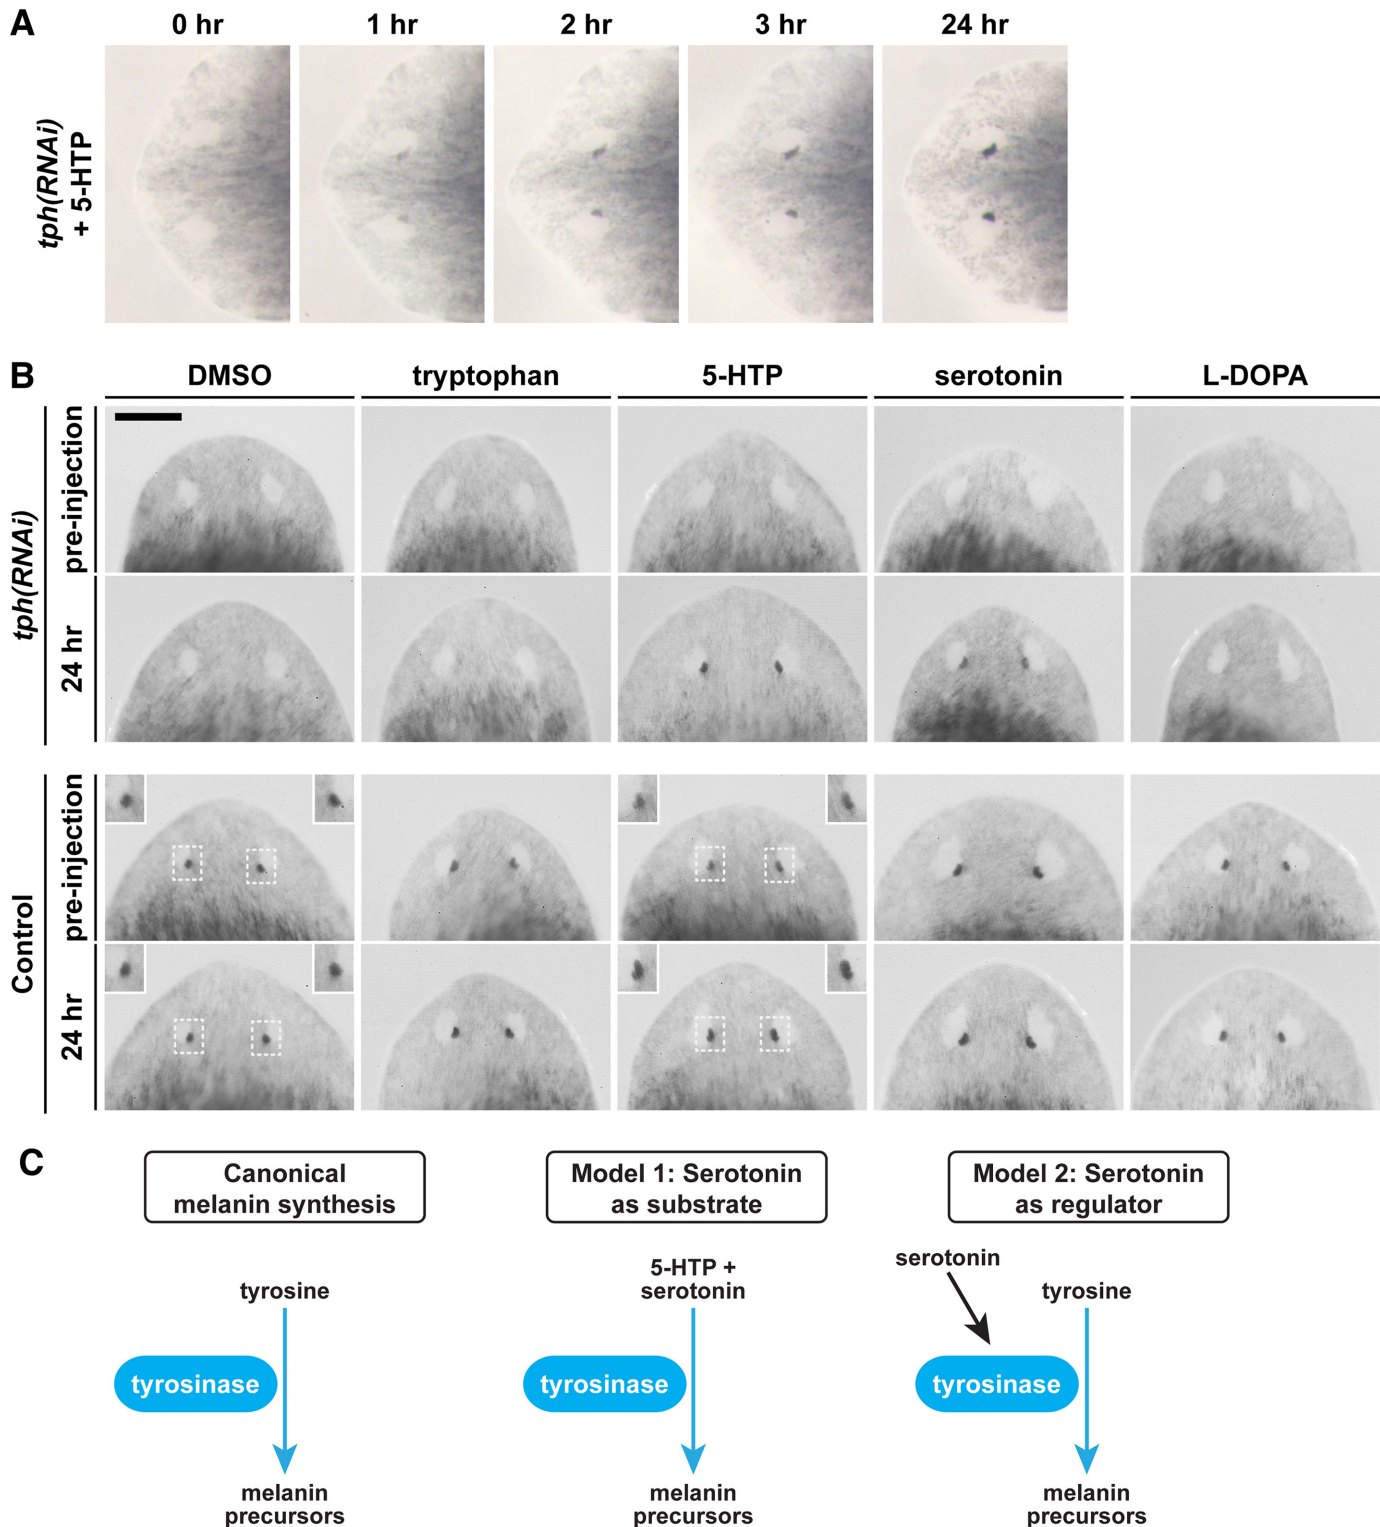 A
0 hr
1 hr
2 hr
3 hr
24 hr
tph(RNAi)
+ 5-HTP
B
DMSO
tryptophan
5-HTP
serotonin
L-DOPA
tph(RNAi)
pre-injection
24 hr
Control
pre-injection
24 hr
C
Canonical
melanin synthesis
tyrosine
tyrosinase
melanin
precursors
Model 1: Serotonin
as substrate
5-HTP +
serotonin
tyrosinase
melanin
precursors
Model 2: Serotonin
as regulator
serotonin
tyrosine
tyrosinase
melanin
precursors